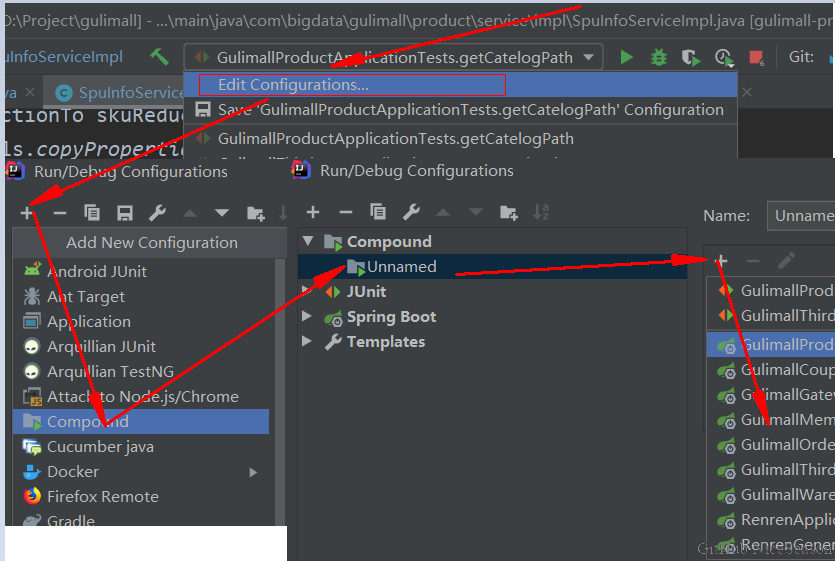 D:\Project\gulimall] - ...\main\java\com\bigdata\gulimall\product\service\impl\SpuInfoServiceImpl.java [gulimall-pr
uInfoServiceImpl
GulimallProductApplicationTests.getCatelogPath
Git:
va
SpuInfoService
Edit Configurations...
Save 'GulimallProductApplicationTests.getCatelogPath' Configuration
GulimallProductApplicationTests.getCatelogPath
ctionTo skuRedu
ls.copyPropertie
Run/Debug Configurations
Add New Configuration
Android JUnit
Ant Target
Application
Arquillian JUnit
Arquillian TestNG
Attach to Node.js/Chrome
Compound
Cucumber java
Docker
Firefox Remote
Gradle
Run/Debug Configurations
Compound
Unnamed
JUnit
Spring Boot
Templates
Name:
Unname
GulimallProd
GulimallThird
GulimallProd
GulimallCoup
GulimallGatev
GulimallMem
GulimallOrde
GulimallThird
GulimallWare
RenrenApplic
RenrenGener